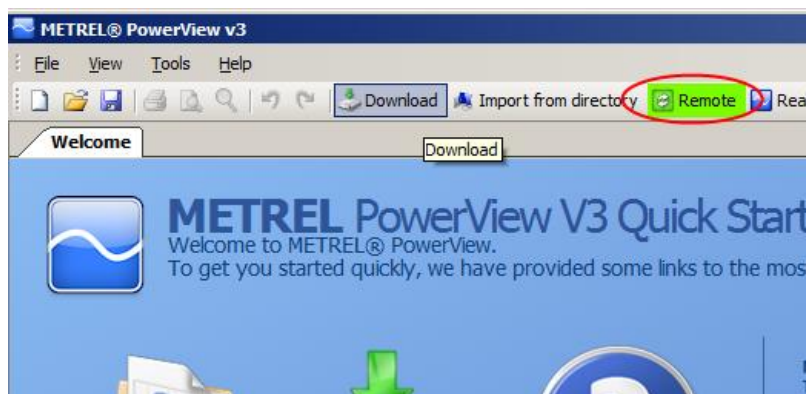 METREL® PowerView v3
File View Tools Help
Download Import from directory Remote Rea
Welcome
Download
METREL PowerView V3 Quick Start
Welcome to METREL® PowerView.
To get you started quickly, we have provided some links to the mos